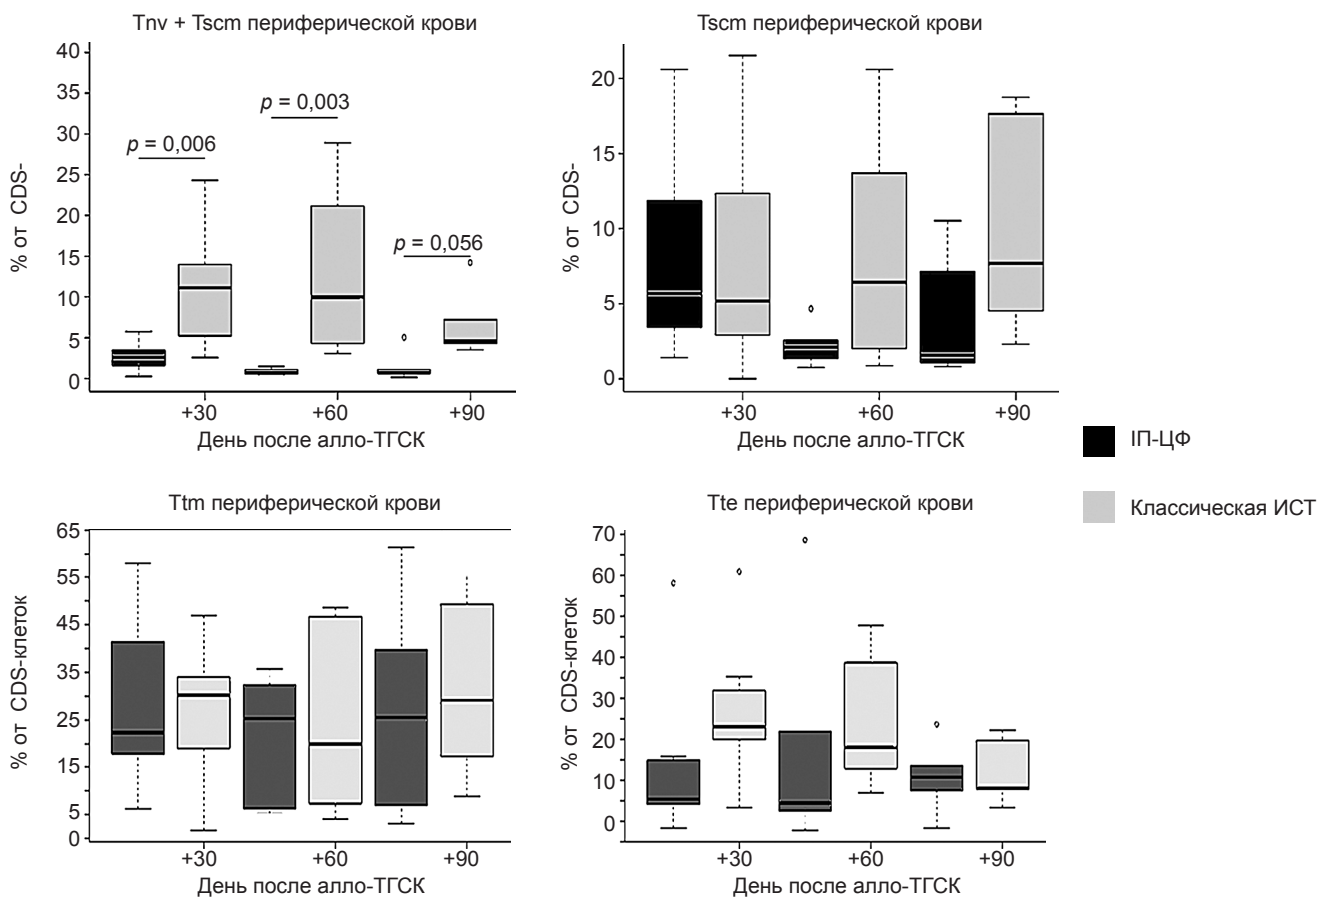 Tnv + Tscm периферической крови
% от CDS-
40
35
30
25
20
15
10
5
0
p = 0,006
p = 0,003
p = 0,056
+30 +60 +90
День после алло-ТГСК
Tscm периферической крови
% от CDS-
20
15
10
5
0
+30 +60 +90
День после алло-ТГСК
IП-ЦФ
Классическая ИСТ
Ttm периферической крови
% от CDS-клеток
65
55
45
35
25
15
5
0
+30 +60 +90
День после алло-ТГСК
Tte периферической крови
% от CDS-клеток
70
60
50
40
30
20
10
0
+30 +60 +90
День после алло-ТГСК